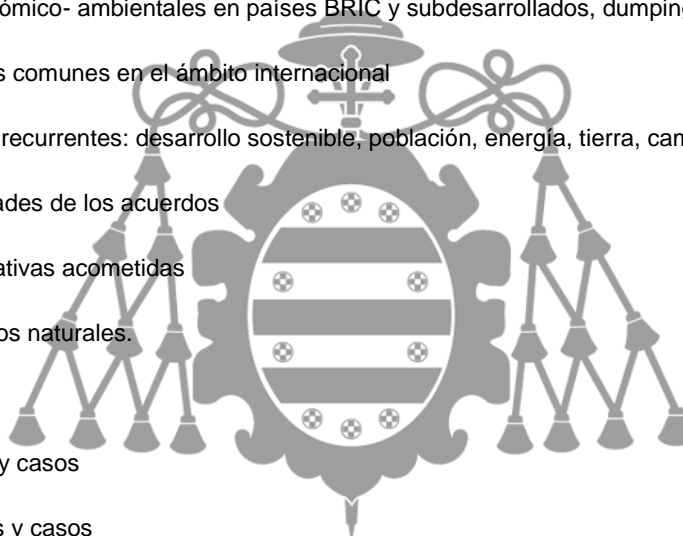 ómico- ambientales en países BRIC y subdesarrollados, dumping
s comunes en el ámbito internacional
recurrentes: desarrollo sostenible, población, energía, tierra, cam
ades de los acuerdos
ativas acometidas
os naturales.
y casos
s y casos